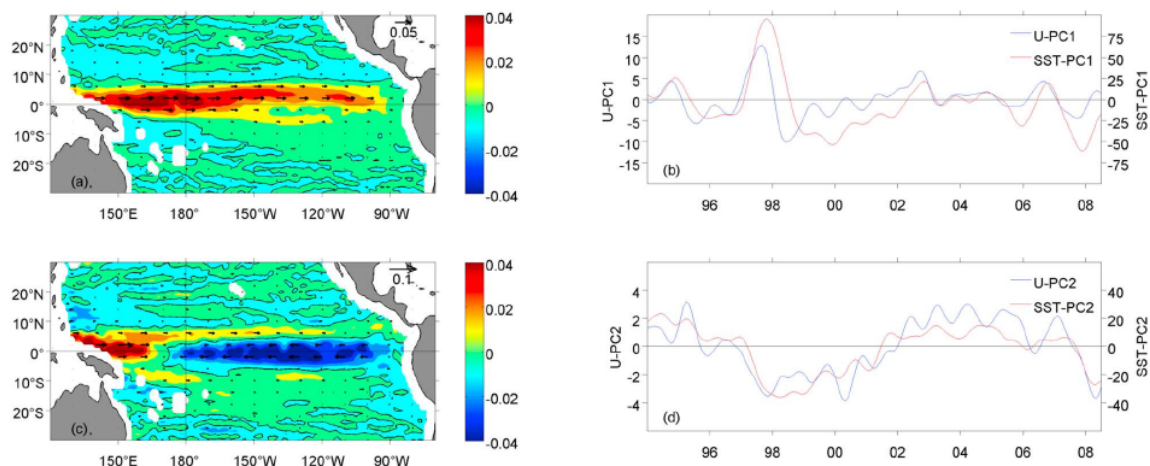 0.04
0.02
0
-0.02
-0.04
20°N
10°N
0°
10°S
20°S
0.05
(a),
150°E 180° 150°W 120°W 90°W
15
10
5
0
-5
-10
-15
U-PC1
U-PC1
SST-PC1
75
50
25
0
-25
-50
-75
SST-PC1
(b)
96 98 00 02 04 06 08
0.04
0.02
0
-0.02
-0.04
20°N
10°N
0°
10°S
20°S
0.1
(c),
150°E 180° 150°W 120°W 90°W
4
2
0
-2
-4
U-PC2
U-PC2
SST-PC2
40
20
0
-20
-40
SST-PC2
(d)
96 98 00 02 04 06 08